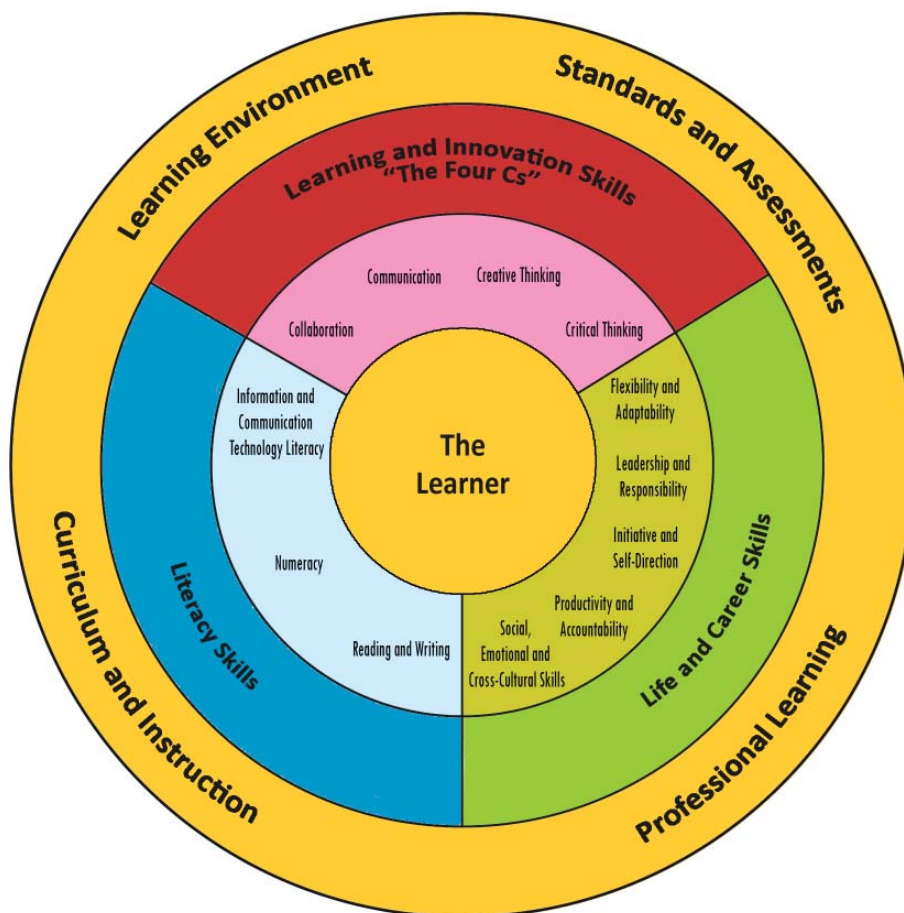 Learning Environment
Standards and Assessments
Learning and Innovation Skills
“The Four Cs”
Communication
Creative Thinking
Collaboration
Critical Thinking
Information and
Communication
Technology Literacy
Numeracy
Reading and Writing
The
Learner
Flexibility and
Adaptability
Leadership and
Responsibility
Initiative and
Self-Direction
Productivity and
Accountability
Social,
Emotional and
Cross-Cultural Skills
Literacy Skills
Life and Career Skills
Curriculum and Instruction
Professional Learning